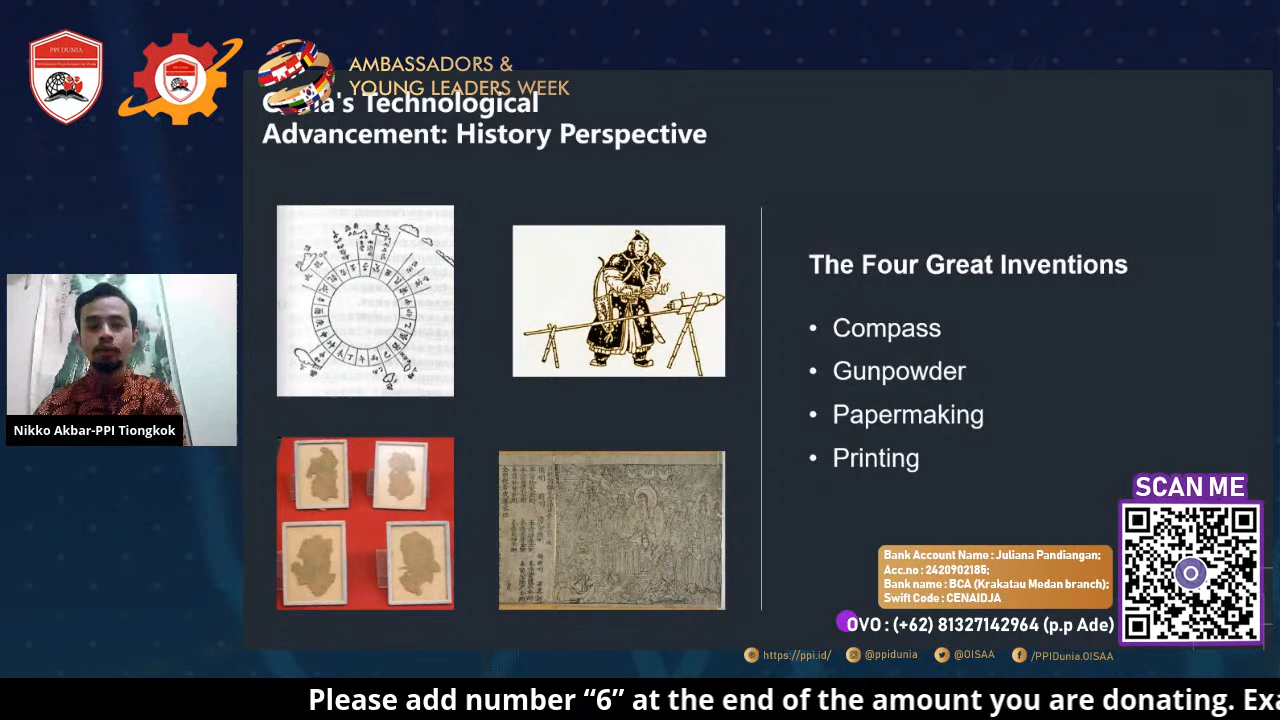 PPI DUNIA
AMBASSADORS &
YOUNG LEADERS WEEK
China's Technological
Advancement: History Perspective
The Four Great Inventions
• Compass
• Gunpowder
• Papermaking
• Printing
Nikko Akbar-PPI Tiongkok
SCAN ME
Bank Account Name : Juliana Pandiangan;
Acc.no : 2420902185;
Bank name : BCA (Krakatau Medan branch);
Swift Code : CENAIDJA
OVO : (+62) 81327142964 (p.p Ade)
https://ppi.id/
@ppidunia
@OISAA
/PPIDunia.OISAA
Please add number “6” at the end of the amount you are donating. Exa